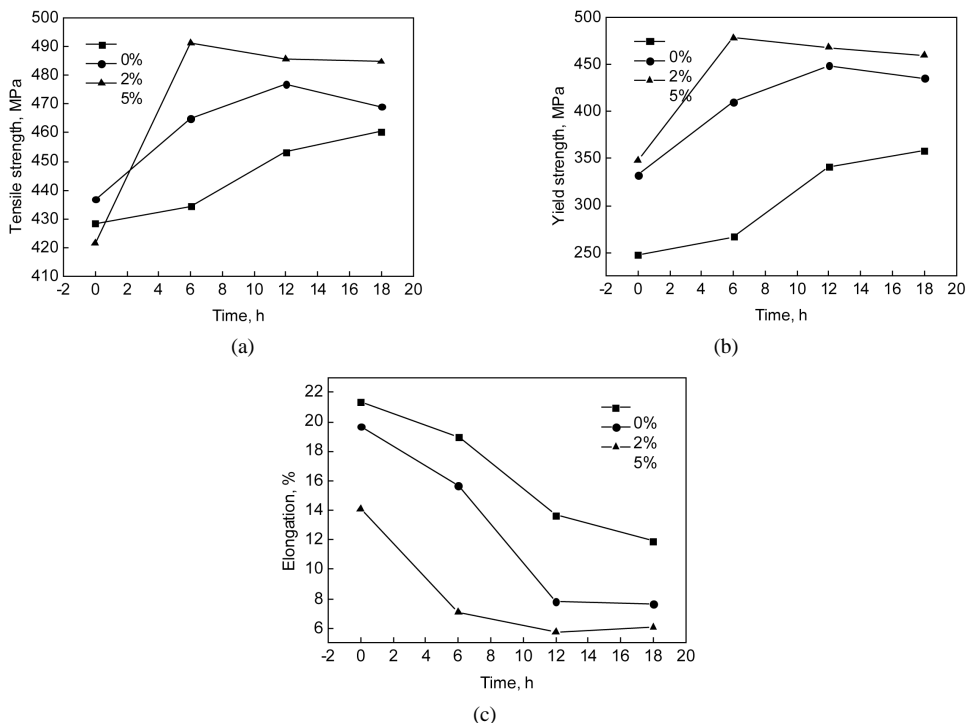 Tensile strength, MPa
500
490
480
470
460
450
440
430
420
410
0%
2%
5%
-2 0 2 4 6 8 10 12 14 16 18 20
Time, h
(a)
Yield strength, MPa
500
450
400
350
300
250
0%
2%
5%
-2 0 2 4 6 8 10 12 14 16 18 20
Time, h
(b)
Elongation, %
22
20
18
16
14
12
10
8
6
0%
2%
5%
-2 0 2 4 6 8 10 12 14 16 18 20
Time, h
(c)